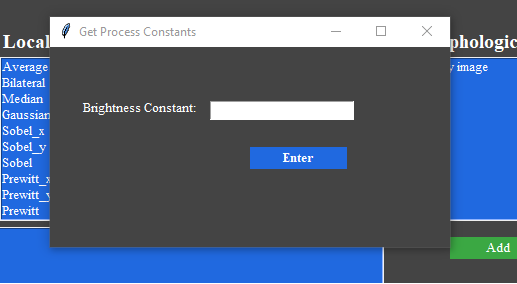 Get Process Constants
Local
phologic
Average
Bilateral
Median
Gaussian
Sobel_x
Sobel_y
Sobel
Prewitt_x
Prewitt_y
Prewitt
y image
Brightness Constant:
Enter
Add